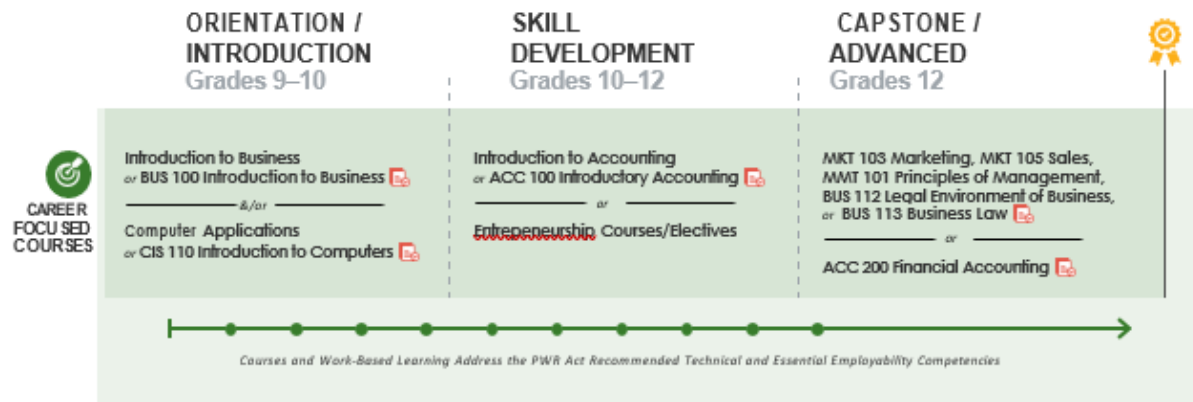 ORIENTATION /
INTRODUCTION
Grades 9–10
SKILL
DEVELOPMENT
Grades 10–12
CAPSTONE /
ADVANCED
Grades 12
CAREER
FOCUSED
COURSES
Introduction to Business
or BUS 100 Introduction to Business
&/or
Computer Applications
or CIS 110 Introduction to Computers
Introduction to Accounting
or ACC 100 Introductory Accounting
or
Entrepeneurship Courses/Electives
MKT 103 Marketing, MKT 105 Sales,
MMT 101 Principles of Management,
BUS 112 Legal Environment of Business,
or BUS 113 Business Law
or
ACC 200 Financial Accounting
Courses and Work-Based Learning Address the PWR Act Recommended Technical and Essential Employability Competencies